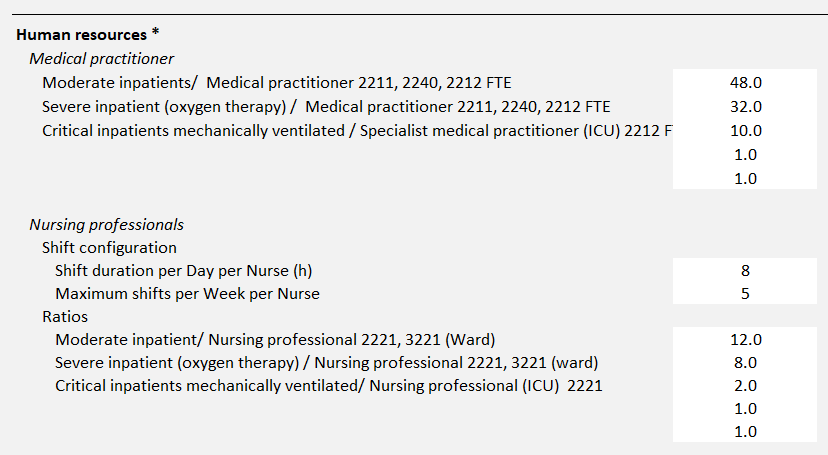 Human resources *
Medical practitioner
Moderate inpatients/  Medical practitioner 2211, 2240, 2212 FTE 48.0
Severe inpatient (oxygen therapy) /  Medical practitioner 2211, 2240, 2212 FTE 32.0
Critical inpatients mechanically ventilated / Specialist medical practitioner (ICU) 2212 F 10.0
1.0
1.0
Nursing professionals
Shift configuration
Shift duration per Day per Nurse (h) 8
Maximum shifts per Week per Nurse 5
Ratios
Moderate inpatient/ Nursing professional 2221, 3221 (Ward) 12.0
Severe inpatient (oxygen therapy) / Nursing professional 2221, 3221 (ward) 8.0
Critical inpatients mechanically ventilated/ Nursing professional (ICU)  2221 2.0
1.0
1.0